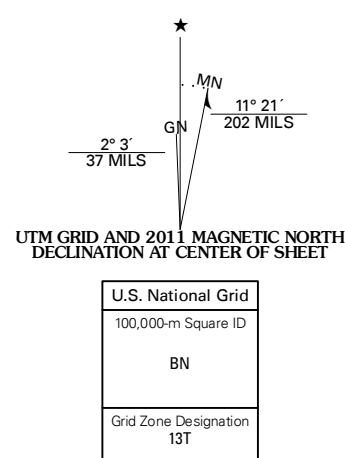 ★
MN
11° 21´
202 MILS
GN
2° 3´
37 MILS
UTM GRID AND 2011 MAGNETIC NORTH
DECLINATION AT CENTER OF SHEET
U.S. National Grid
100,000-m Square ID
BN
Grid Zone Designation
13T